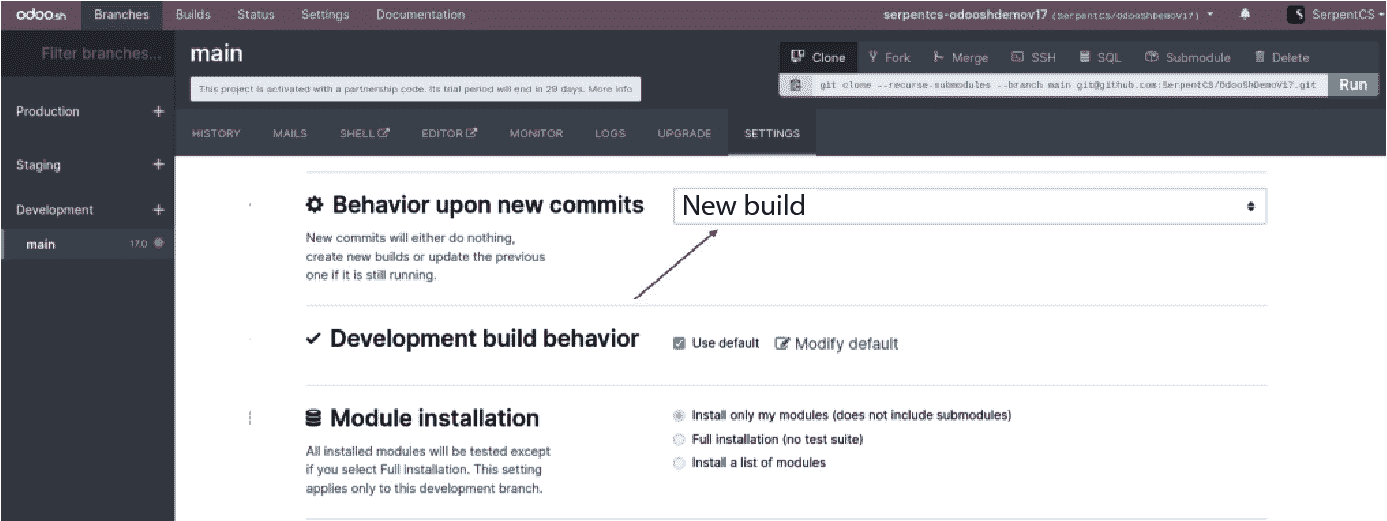 odoo.sh Branches Builds Status Settings Documentation serpentcs-odooshdemov17 (SerpentCS/OdooShDemoV17) SerpentCS
Filter branches...
main
Clone Fork Merge SSH SQL Submodule Delete
This project is activated with a partnership code. Its trial period will end in 29 days. More info
git clone --recurse-submodules --branch main git@github.com:SerpentCS/OdooShDemoV17.git Run
Production +
Staging +
Development +
main 17.0
HISTORY MAILS SHELL EDITOR MONITOR LOGS UPGRADE SETTINGS
Behavior upon new commits
New build
New commits will either do nothing,
create new builds or update the previous
one if it is still running.
Development build behavior
Use default Modify default
Module installation
All installed modules will be tested except
if you select Full Installation. This setting
applies only to this development branch.
Install only my modules (does not include submodules)
Full installation (no test suite)
Install a list of modules